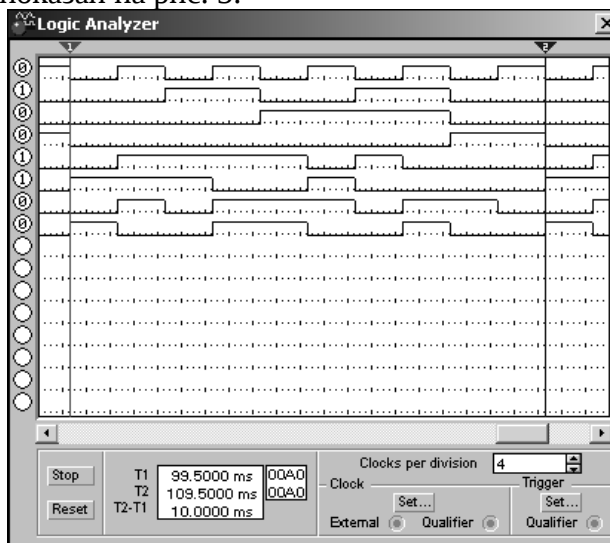 показан на рис.
Logic Analyzer
1 2
0
1
0
0
1
1
0
0
Stop
Reset
T1 99.5000 ms 00A0
T2 109.5000 ms 00A0
T2-T1 10.0000 ms
Clocks per division 4
Clock
Set...
External Qualifier
Trigger
Set...
Qualifier